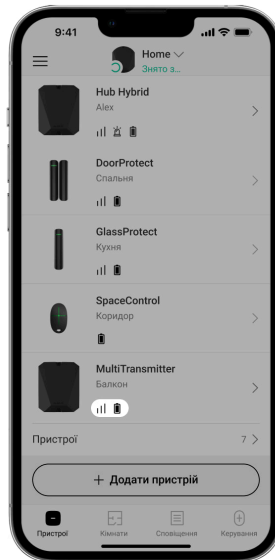 9:41
Home
Знято з...
Hub Hybrid
Alex
DoorProtect
Спальня
GlassProtect
Кухня
SpaceControl
Коридор
MultiTransmitter
Балкон
Пристрої 7
+ Додати пристрій
Пристрої Кімнати Сповіщення Керування